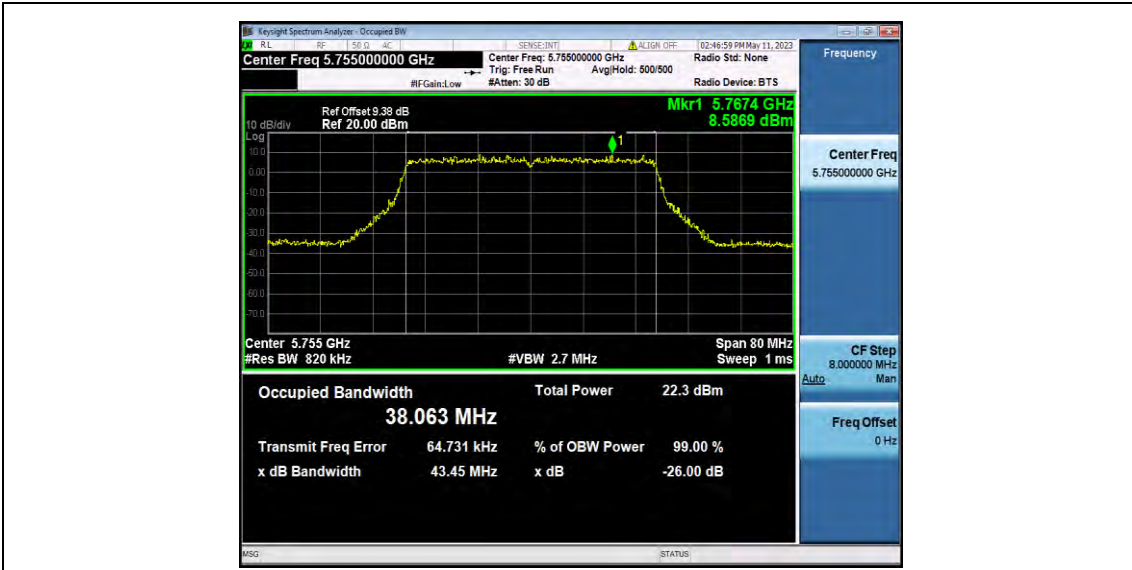 Keysight Spectrum Analyzer - Occupied BW
RL RF 50 Ω AC SENSE:INT ALIGN OFF 02:46:59 PM May 11, 2023
Center Freq 5.755000000 GHz
Center Freq: 5.755000000 GHz
Radio Std: None
Trig: Free Run Avg|Hold: 500/500
#IFGain:Low
#Atten: 30 dB
Radio Device: BTS
Frequency
Ref Offset 9.38 dB
Mkr1 5.7674 GHz
10 dB/div Ref 20.00 dBm
8.5869 dBm
Log
1
10.0
0.00
-10.0
-20.0
-30.0
-40.0
-50.0
-60.0
-70.0
Center 5.755 GHz
Span 80 MHz
#Res BW 820 kHz
#VBW 2.7 MHz
Sweep 1 ms
Center Freq
5.755000000 GHz
CF Step
8.000000 MHz
Auto Man
Freq Offset
0 Hz
Occupied Bandwidth
Total Power 22.3 dBm
38.063 MHz
Transmit Freq Error 64.731 kHz % of OBW Power 99.00 %
x dB Bandwidth 43.45 MHz x dB -26.00 dB
MSG STATUS